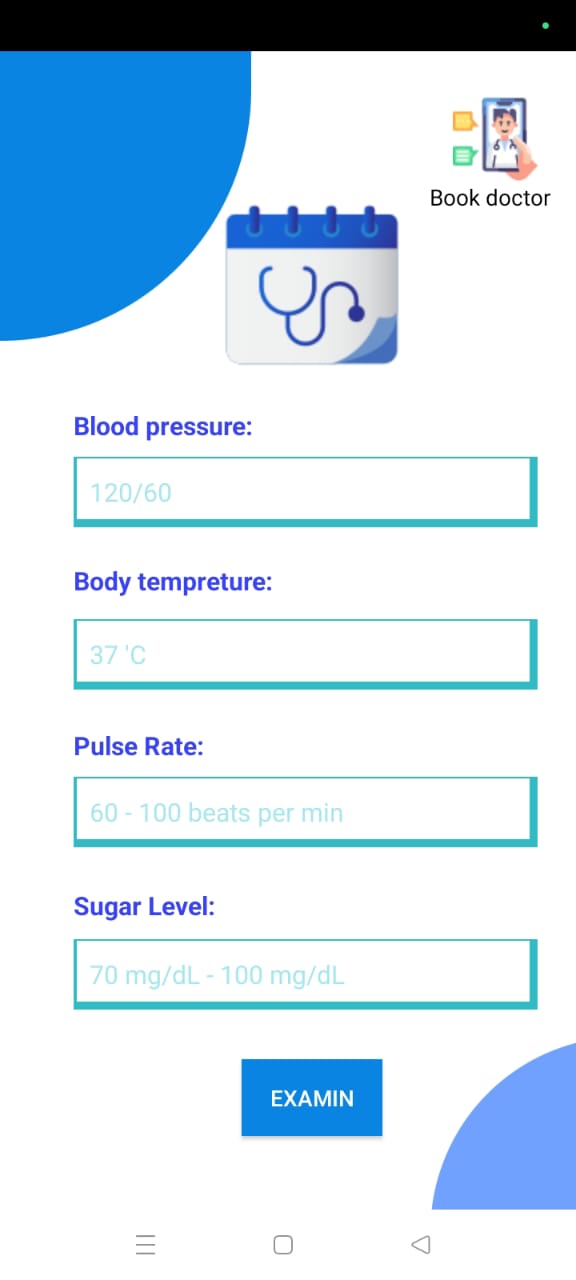 Book doctor
Blood pressure:
120/60
Body tempreture:
37 'C
Pulse Rate:
60 - 100 beats per min
Sugar Level:
70 mg/dL - 100 mg/dL
EXAMIN